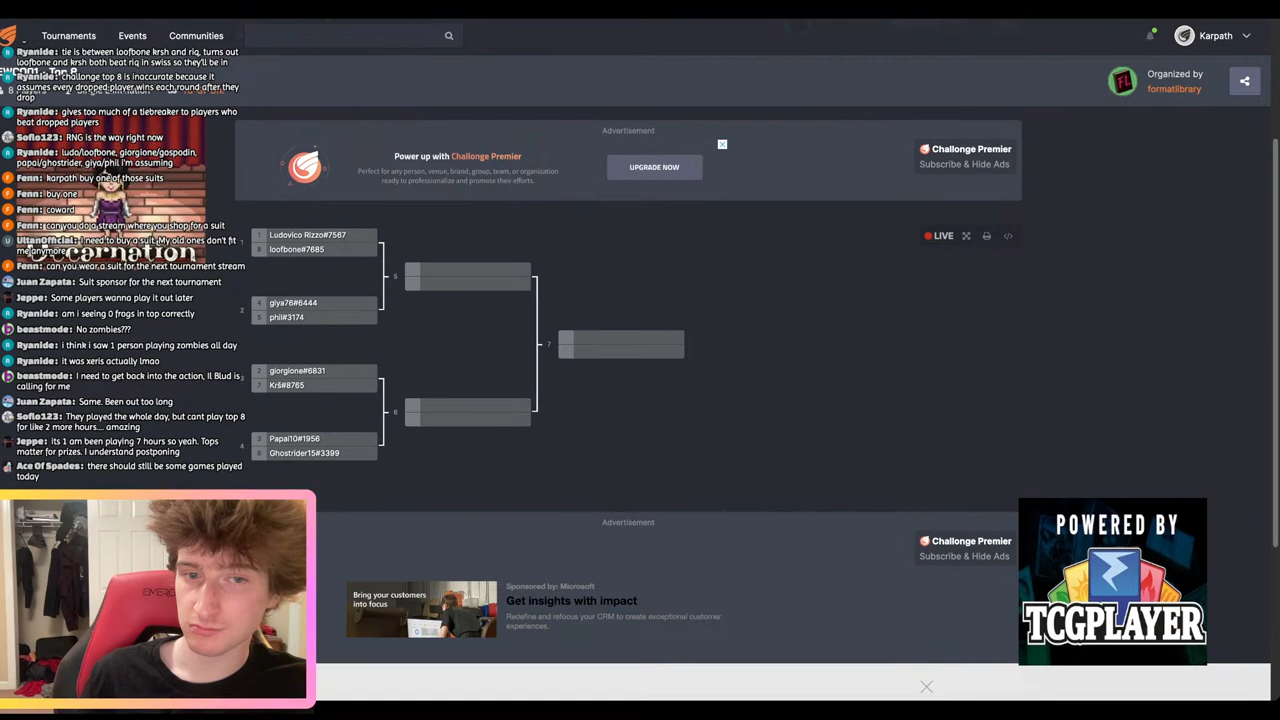 Tournaments
Events
Communities
Karpath
Ryanide: tie is between loofbone krsh and riq, turns out
loofbone and krsh both beat riq in swiss so they'll be in
Ryanide: challonge top 8 is inaccurate because it
assumes every dropped player wins each round after they
drop
Ryanide: gives too much of a tiebreaker to players who
beat dropped players
Sofio123: RNG is the way right now
Ryanide: ludo/loofbone, giorgione/gospodin,
papai/ghostrider, giya/phil I'm assuming
Fenn: karpath buy one of those suits
Fenn: buy one
Fenn: coward
Fenn: can you do a stream where you shop for a suit
UltanOfficial: I need to buy a suit. My old ones don't fit
me anymore
Fenn: can you wear a suit for the next tournament stream
Juan Zapata: Suit sponsor for the next tournament
Jeppe: Some players wanna play it out later
Ryanide: am i seeing 0 frogs in top correctly
beastmode: No zombies???
Ryanide: i think i saw 1 person playing zombies all day
Ryanide: it was xeris actually lmao
beastmode: I need to get back into the action, Il Blud is
calling for me
Juan Zapata: Same. Been out too long
Sofio123: They played the whole day, but cant play top 8
for like 2 more hours.... amazing
Jeppe: its 1 am been playing 7 hours so yeah. Tops
matter for prizes. I understand postponing
Ace Of Spades: there should still be some games played
today
Organized by
formatlibrary
Advertisement
Power up with Challonge Premier
Perfect for any person, venue, brand, group, team, or organization
ready to professionalize and promote their efforts.
UPGRADE NOW
Challonge Premier
Subscribe & Hide Ads
LIVE
1
1 Ludovico Rizzo#7567
8 loofbone#7685
2
4 giya76#6444
5 phil#3174
3
2 giorgione#6831
7 Krš#8765
4
3 Papai10#1956
6 Ghostrider15#3399
5
6
7
Advertisement
Challonge Premier
Subscribe & Hide Ads
Bring your customers
into focus
Sponsored by: Microsoft
Get insights with impact
Redefine and refocus your CRM to create exceptional customer
experiences.
POWERED BY
TCGPLAYER